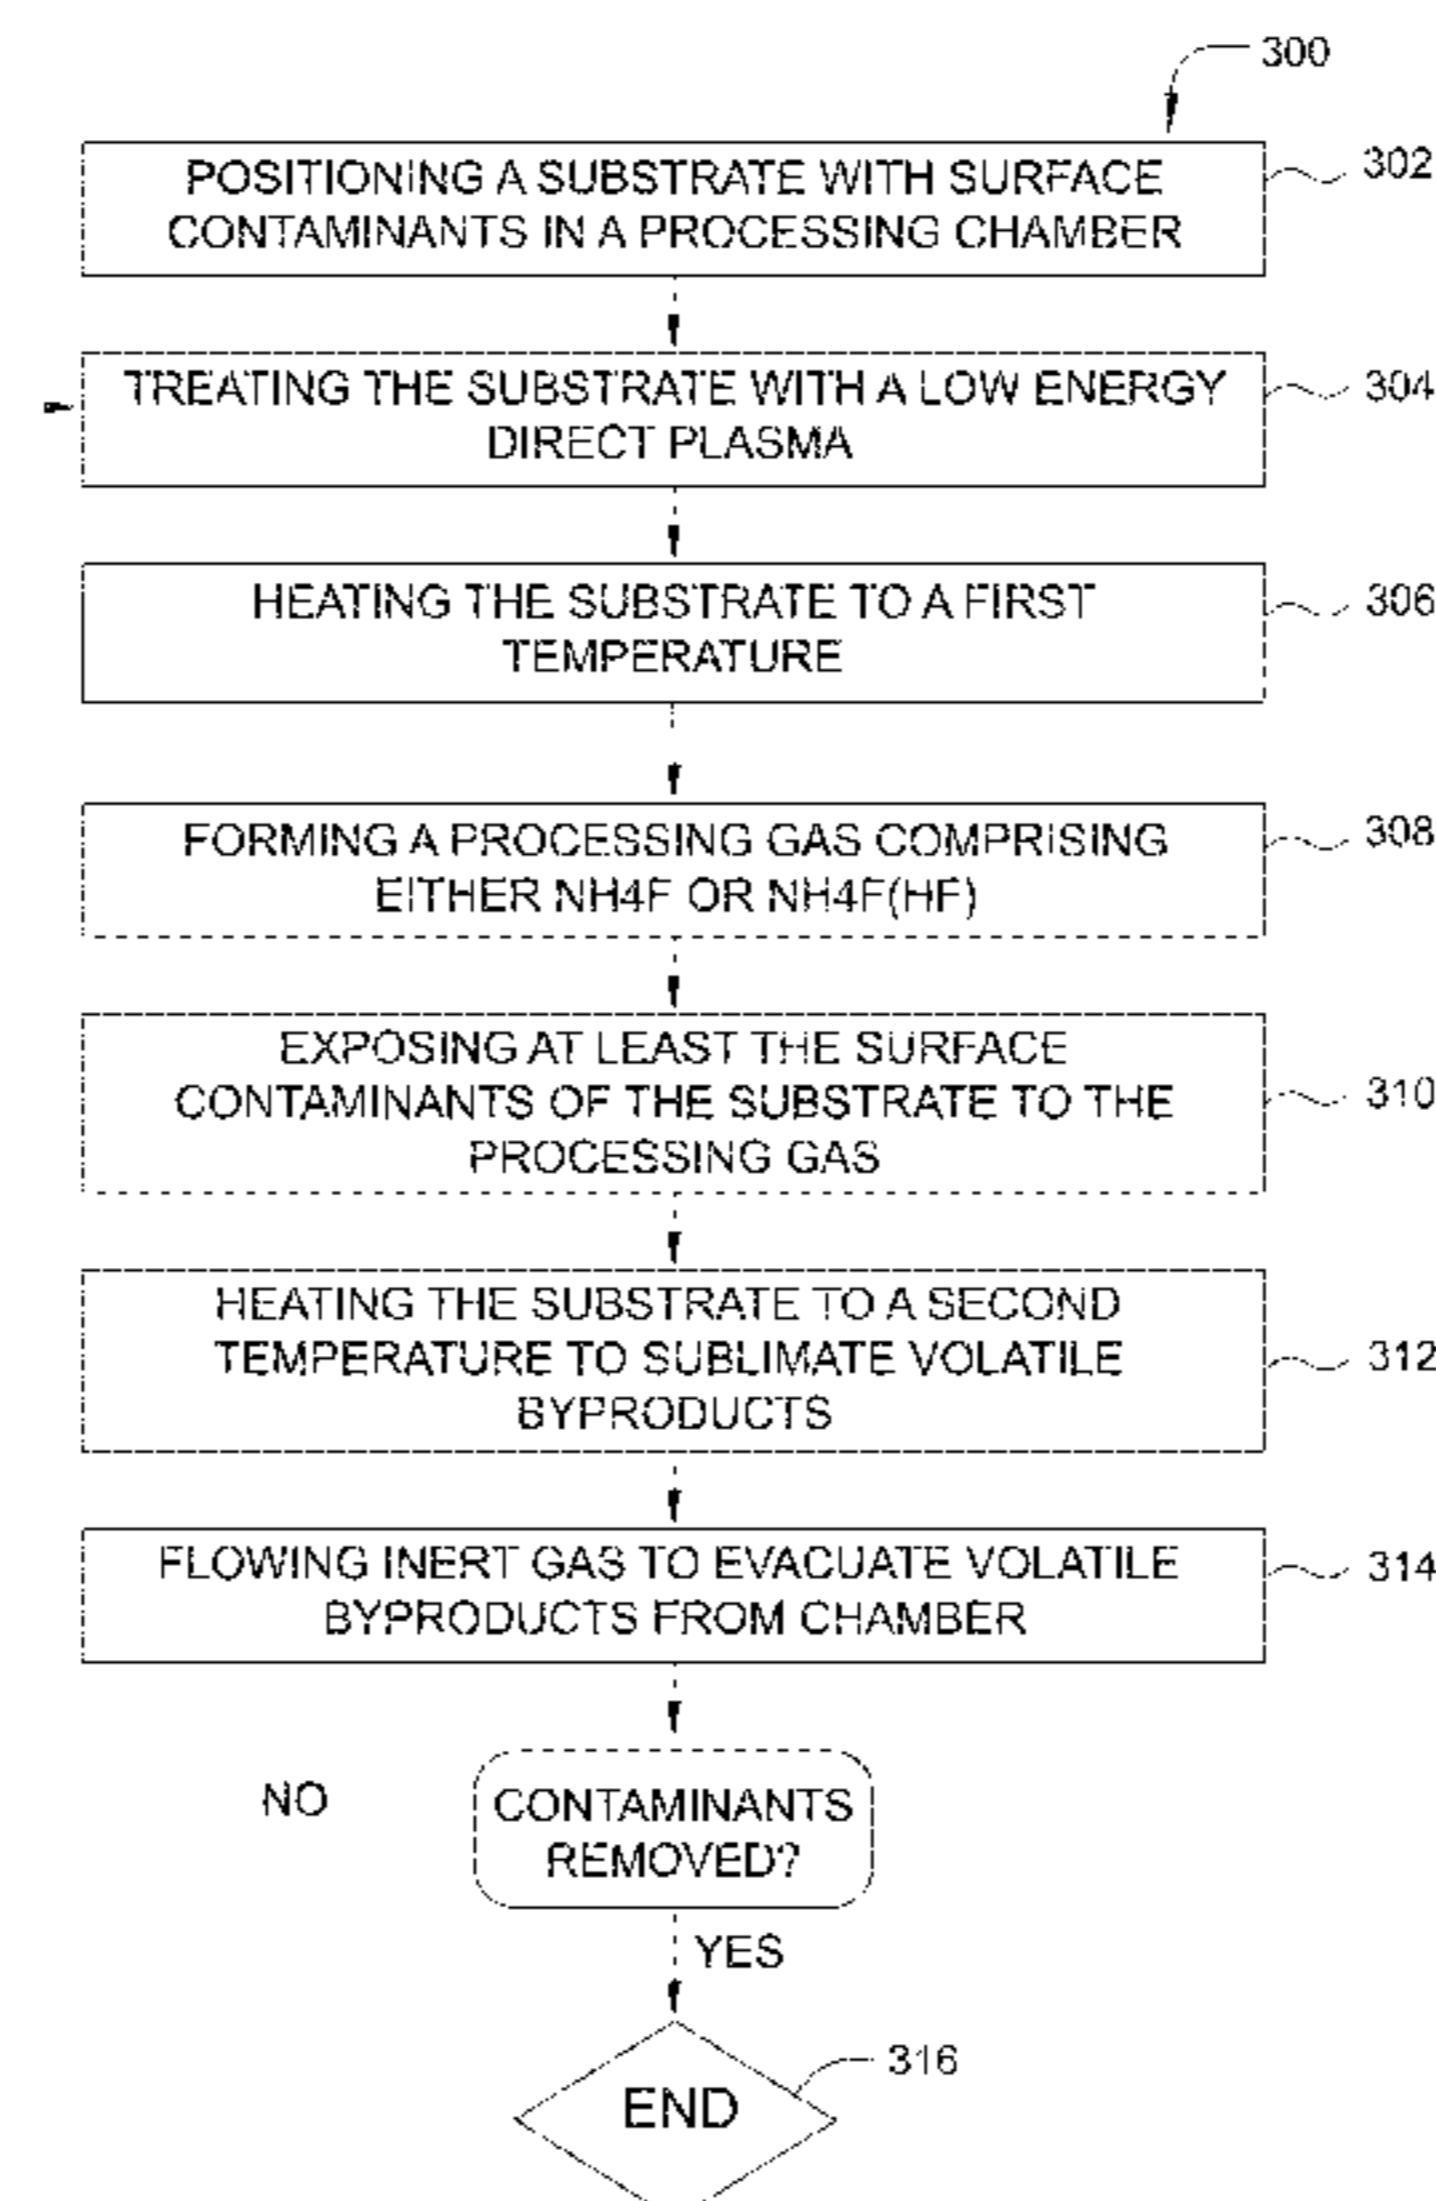 300
POSITIONING A SUBSTRATE WITH SURFACE
CONTAMINANTS IN A PROCESSING CHAMBER
302
TREATING THE SUBSTRATE WITH A LOW ENERGY
DIRECT PLASMA
304
HEATING THE SUBSTRATE TO A FIRST
TEMPERATURE
306
FORMING A PROCESSING GAS COMPRISING
EITHER NH4F OR NH4F(HF)
308
EXPOSING AT LEAST THE SURFACE
CONTAMINANTS OF THE SUBSTRATE TO THE
PROCESSING GAS
310
HEATING THE SUBSTRATE TO A SECOND
TEMPERATURE TO SUBLIMATE VOLATILE
BYPRODUCTS
312
FLOWING INERT GAS TO EVACUATE VOLATILE
BYPRODUCTS FROM CHAMBER
314
NO
CONTAMINANTS
REMOVED?
YES
END
316